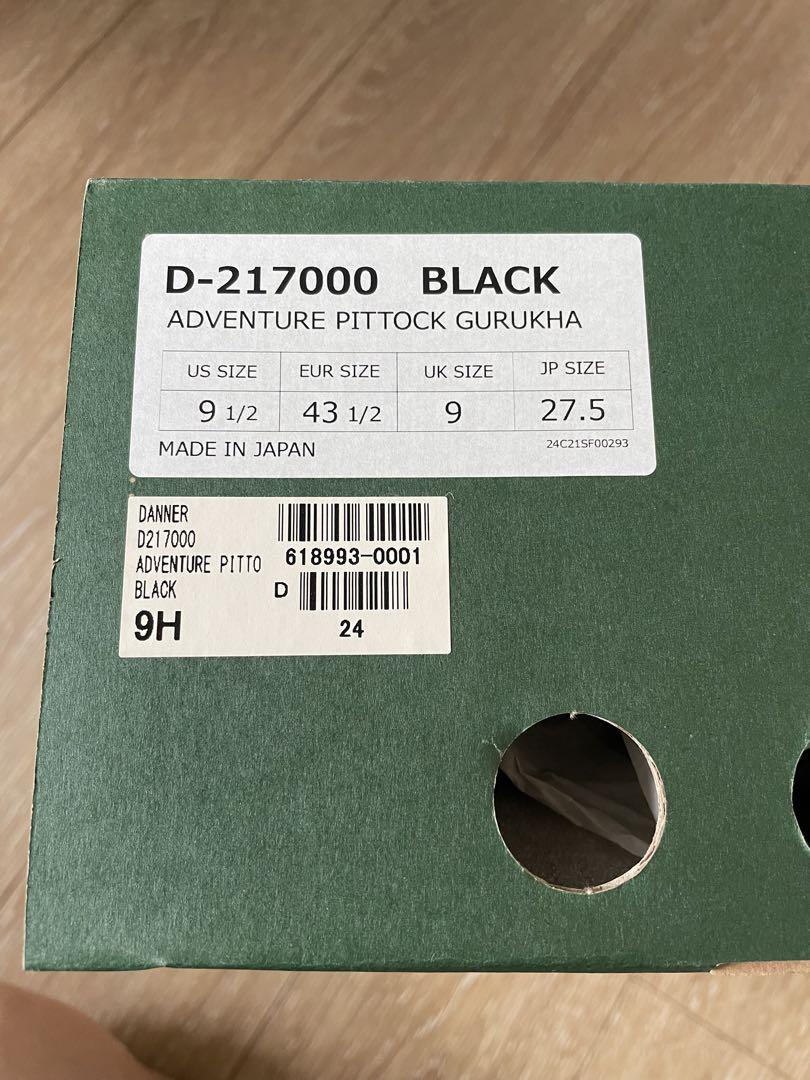 D-217000 BLACK
ADVENTURE PITTOCK GURUKHA
US SIZE EUR SIZE UK SIZE JP SIZE
9 1/2 43 1/2 9 27.5
MADE IN JAPAN 24C21SF00293
DANNER
D217000
ADVENTURE PITTO 618993-0001
BLACK D
9H 24